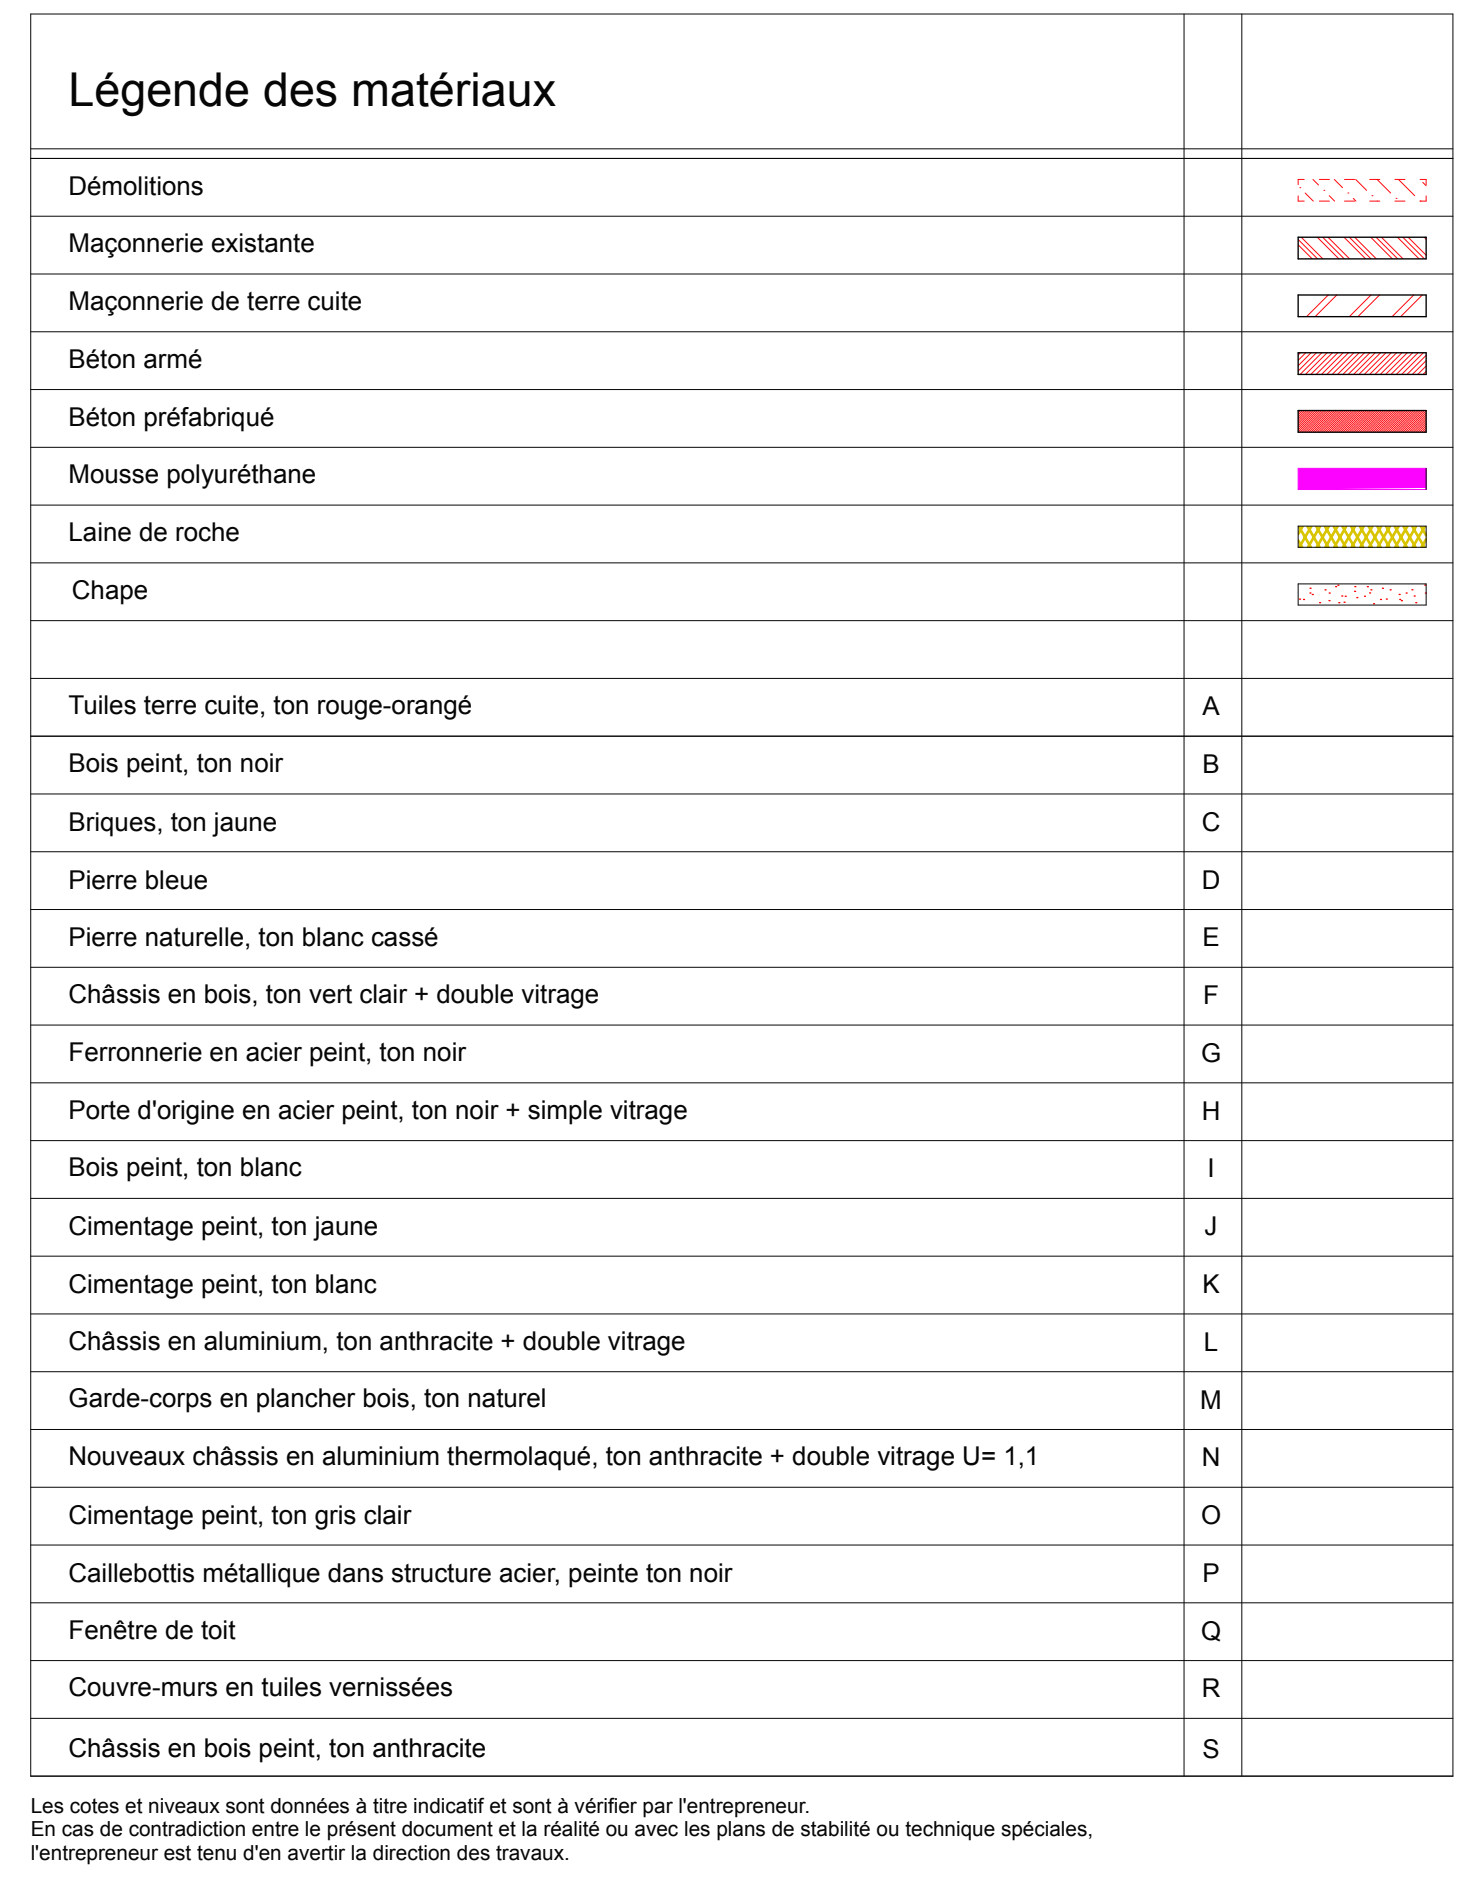 Légende des matériaux
Démolitions
Maçonnerie existante
Maçonnerie de terre cuite
Béton armé
Béton préfabriqué
Mousse polyuréthane
Laine de roche
Chape
Tuiles terre cuite, ton rouge-orangé A
Bois peint, ton noir B
Briques, ton jaune C
Pierre bleue D
Pierre naturelle, ton blanc cassé E
Châssis en bois, ton vert clair + double vitrage F
Ferronnerie en acier peint, ton noir G
Porte d'origine en acier peint, ton noir + simple vitrage H
Bois peint, ton blanc I
Cimentage peint, ton jaune J
Cimentage peint, ton blanc K
Châssis en aluminium, ton anthracite + double vitrage L
Garde-corps en plancher bois, ton naturel M
Nouveaux châssis en aluminium thermolaqué, ton anthracite + double vitrage U= 1,1 N
Cimentage peint, ton gris clair O
Caillebottis métallique dans structure acier, peinte ton noir P
Fenêtre de toit Q
Couvre-murs en tuiles vernissées R
Châssis en bois peint, ton anthracite S
Les cotes et niveaux sont données à titre indicatif et sont à vérifier par l'entrepreneur.
En cas de contradiction entre le présent document et la réalité ou avec les plans de stabilité ou technique spéciales,
l'entrepreneur est tenu d'en avertir la direction des travaux.